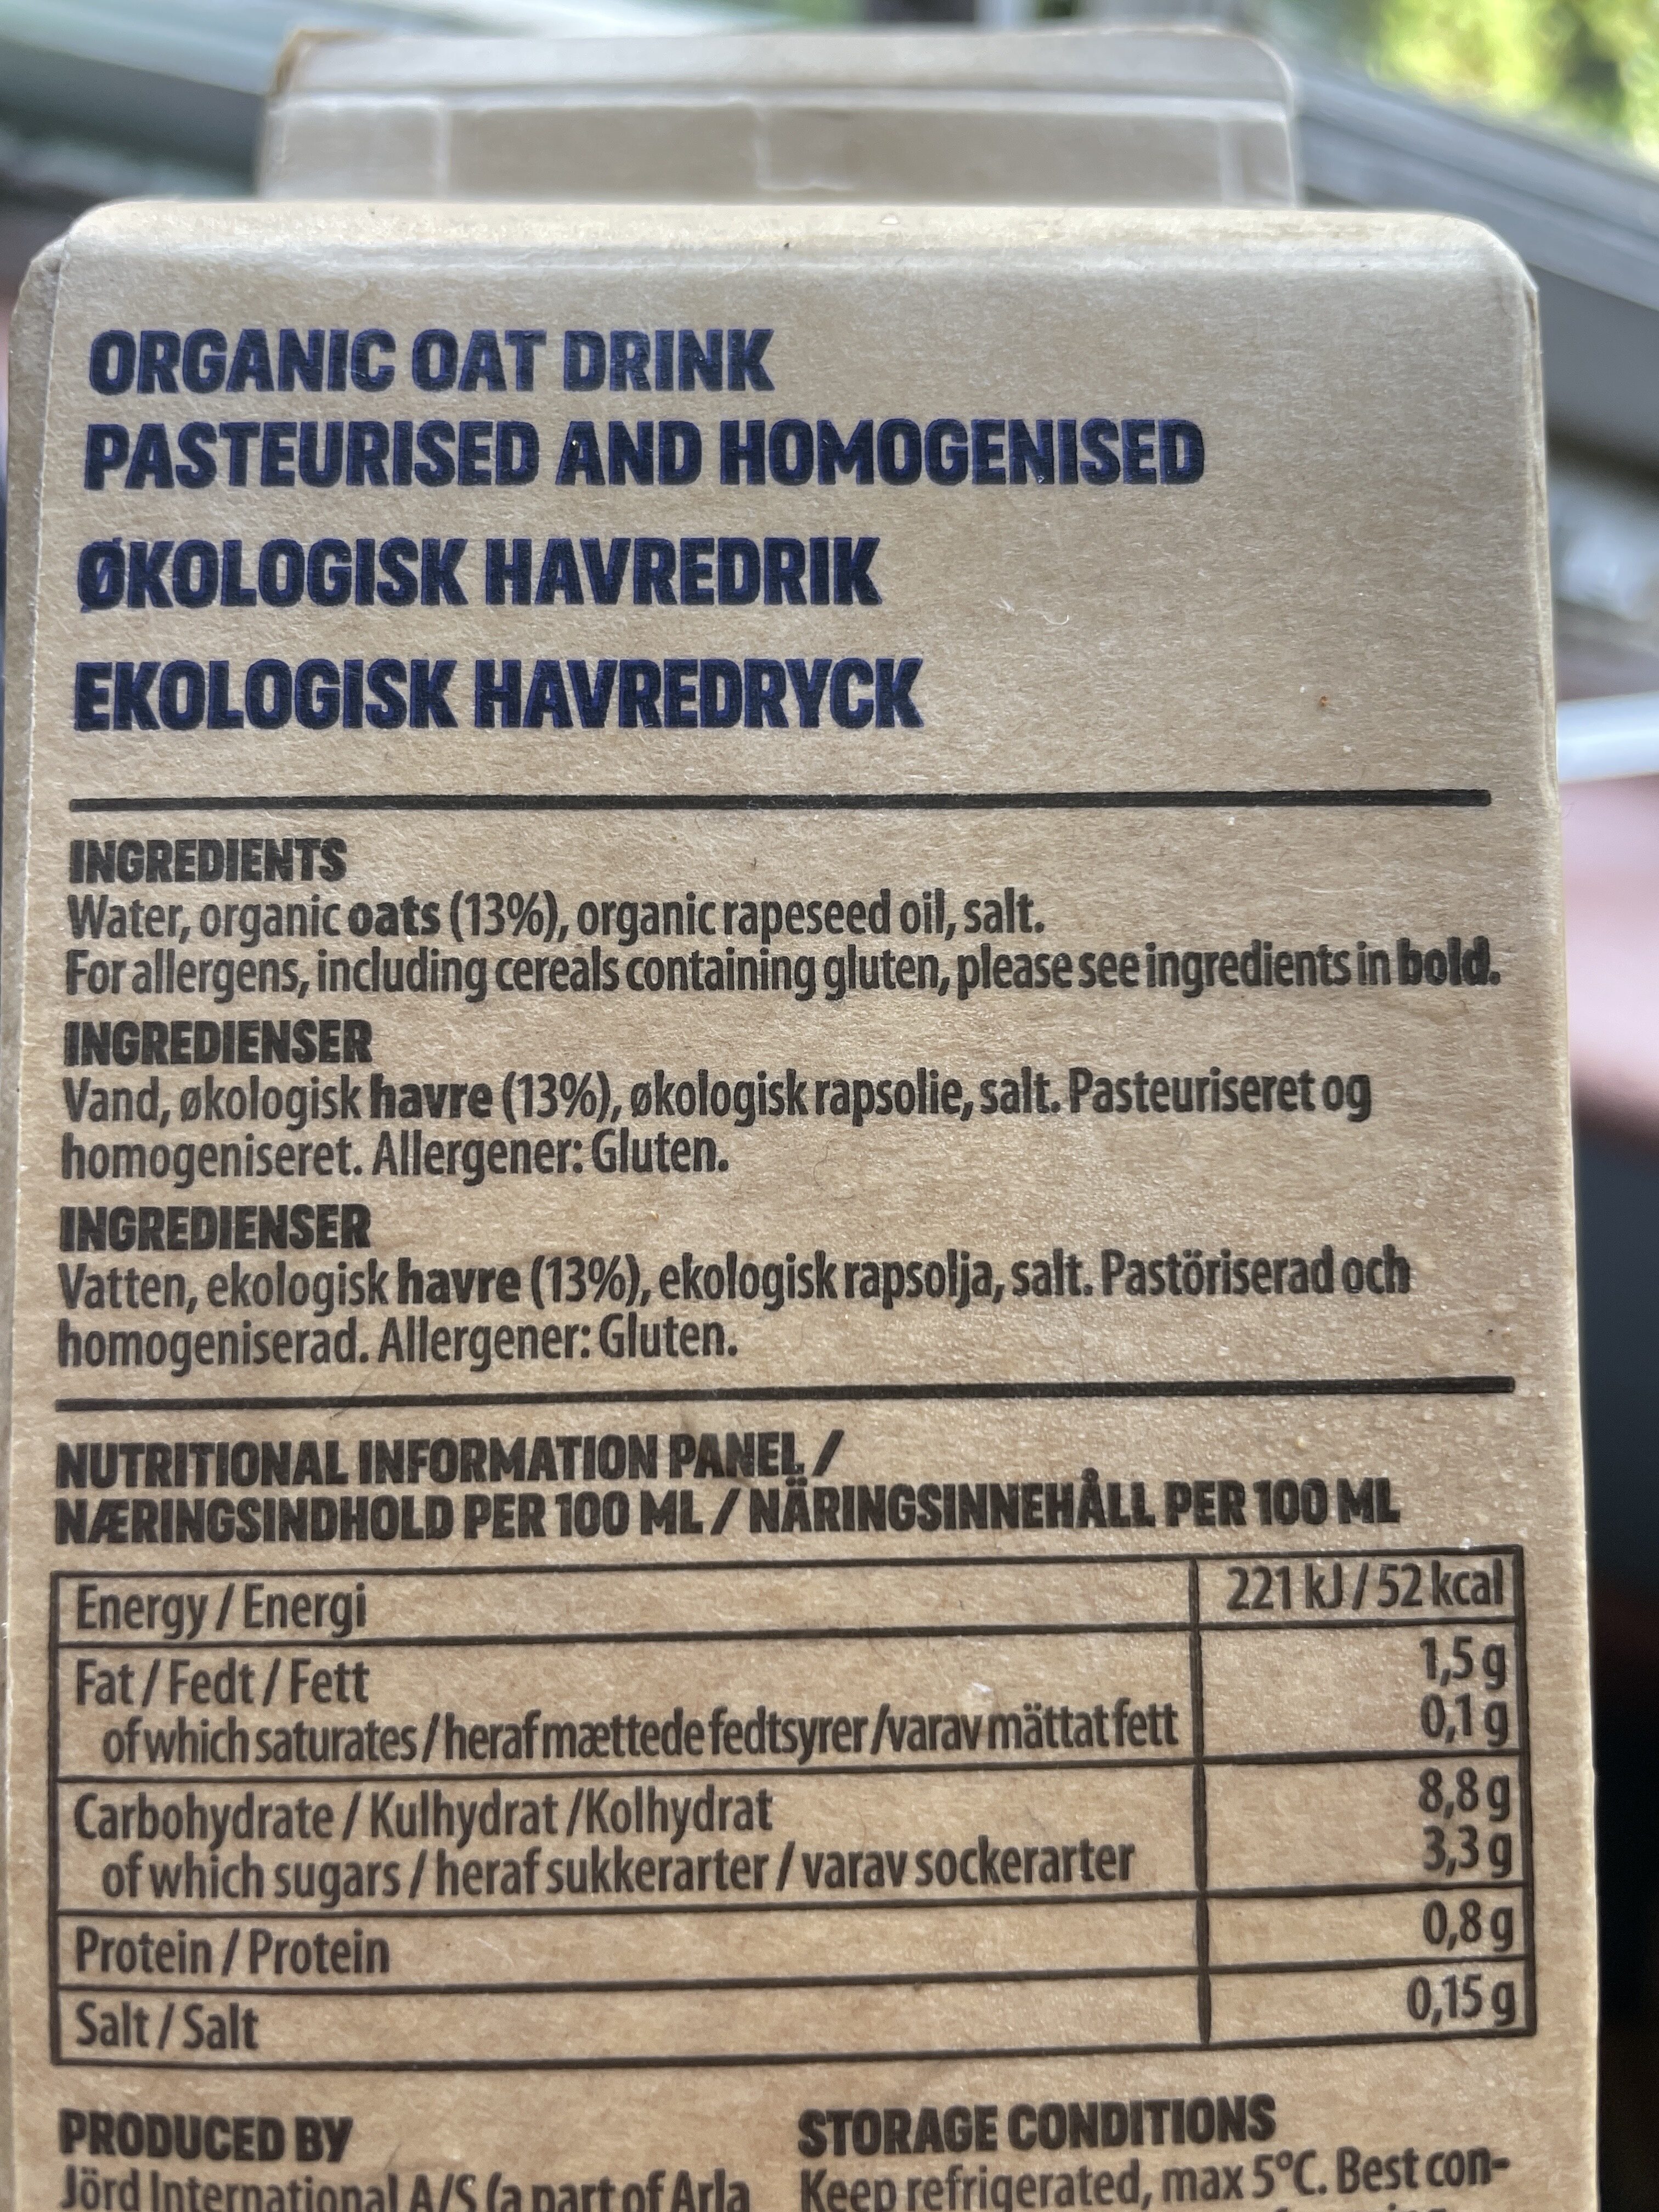 ORGANIC OAT DRINK
PASTEURISED AND HOMOGENISED
ØKOLOGISK HAVREDRIK
EKOLOGISK HAVREDRYCK
INGREDIENTS
Water, organic oats (13%), organic rapeseed oil, salt.
For allergens, including cereals containing gluten, please see ingredients in bold.
INGREDIENSER
Vand, økologisk havre (13%), økologisk rapsolie, salt. Pasteuriseret og
homogeniseret. Allergener: Gluten.
INGREDIENSER
Vatten, ekologisk havre (13%), ekologisk rapsolja, salt. Pastöriserad och
homogeniserad. Allergener: Gluten.
NUTRITIONAL INFORMATION PANEL /
NÆRINGSINDHOLD PER 100 ML / NÄRINGSINNEHÅLL PER 100 ML
Energy / Energi 221 kJ / 52 kcal
Fat / Fedt / Fett 1,5 g
of which saturates / heraf mættede fedtsyrer /varav mättat fett 0,1 g
Carbohydrate / Kulhydrat /Kolhydrat 8,8 g
of which sugars / heraf sukkerarter / varav sockerarter 3,3 g
Protein / Protein 0,8 g
Salt / Salt 0,15 g
PRODUCED BY
Jörd International A/S (a part of Arla
STORAGE CONDITIONS
Keep refrigerated, max 5°C. Best con-